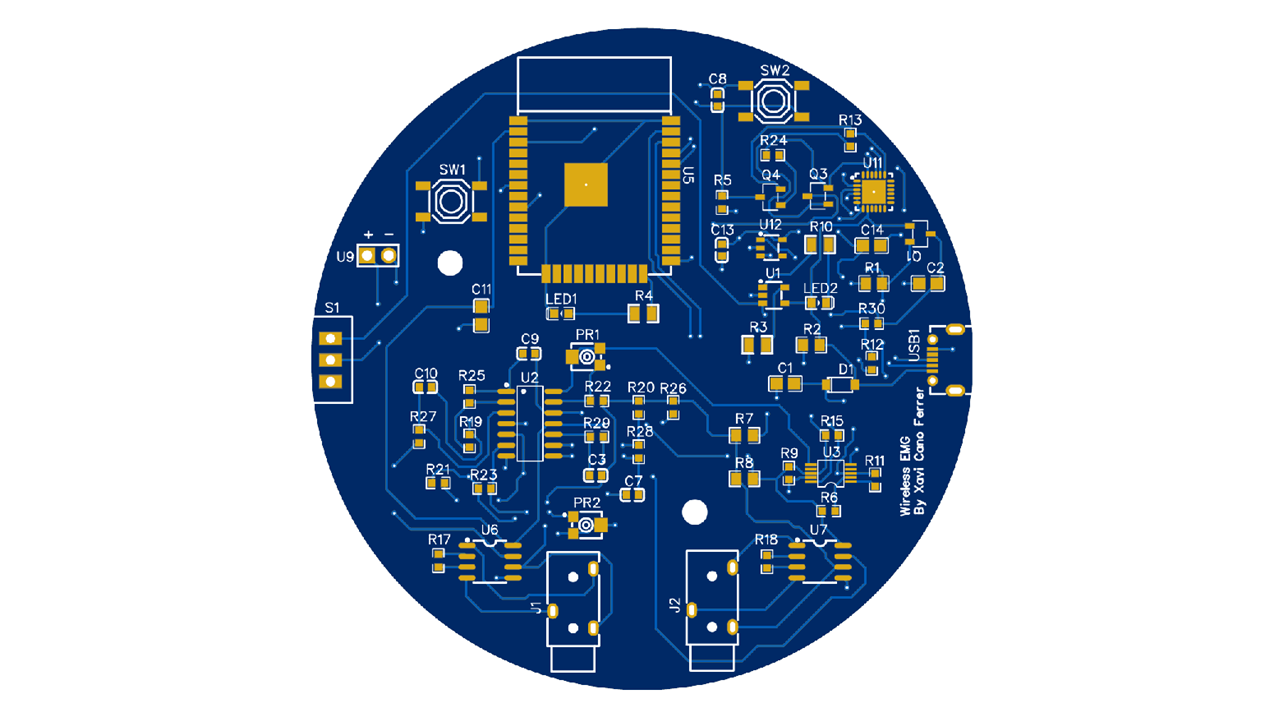 SW2
C8
R13
R24
U11
SW1
U5
R5
Q4
Q3
+ −
U9
C13
U12
R10
C14
Q1
U1
R1
C2
C11
LED1
R4
LED2
S1
R30
PR1
R3
R2
R12
USB1
C9
C10
R25
U2
R22
R20
R26
C1
D1
R27
R19
R29
R28
R7
R15
R21
R23
C3
C7
R8
R9
U3
R11
Wireless EMG
By Xavi Cano Ferrer
PR2
R6
R17
U6
R18
U7
J1
J2